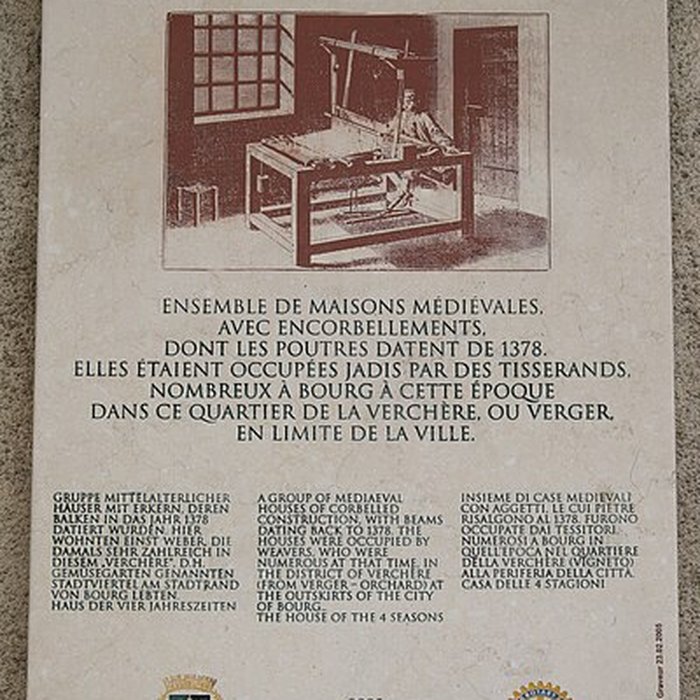 ENSEMBLE DE MAISONS MÉDIÉVALES,
AVEC ENCORBELLEMENTS,
DONT LES POUTRES DATENT DE 1378.
ELLES ÉTAIENT OCCUPÉES JADIS PAR DES TISSERANDS,
NOMBREUX À BOURG À CETTE ÉPOQUE
DANS CE QUARTIER DE LA VERCHÈRE, OU VERGER,
EN LIMITE DE LA VILLE.
GRUPPE MITTELALTERLICHER
HÄUSER MIT ERKERN, DEREN
BALKEN IN DAS JAHR 1378
DATIERT WURDEN. HIER
WOHNTEN EINST WEBER, DIE
DAMALS SEHR ZAHLREICH IN
DIESEM „VERCHÈRE". D.H.
GEMÜSEGARTEN GENANNTEN
STADTVIERTEL AM STADTRAND
VON BOURG LEBTEN.
HAUS DER VIER JAHRESZEITEN
A GROUP OF MEDIAEVAL
HOUSES OF CORBELLED
CONSTRUCTION, WITH BEAMS
DATING BACK TO 1378. THE
HOUSES WERE OCCUPIED BY
WEAVERS, WHO WERE
NUMEROUS AT THAT TIME, IN
THE DISTRICT OF VERCHÈRE
(FROM VERGER - ORCHARD) AT
THE OUTSKIRTS OF THE CITY
OF BOURG.
THE HOUSE OF THE 4 SEASONS
INSIEME DI CASE MEDIEVALI
CON AGGETTI, LE CUI PIETRE
RISALGONO AL 1378. FURONO
OCCUPATE DAI TESSITORI,
NUMEROSI A BOURG IN
QUELL'EPOCA NEL QUARTIERE
DELLA VERCHÈRE (VIGNETO)
ALLA PERIFERIA DELLA CITTÀ.
CASA DELLE 4 STAGIONI
Graveur 23.02.2005